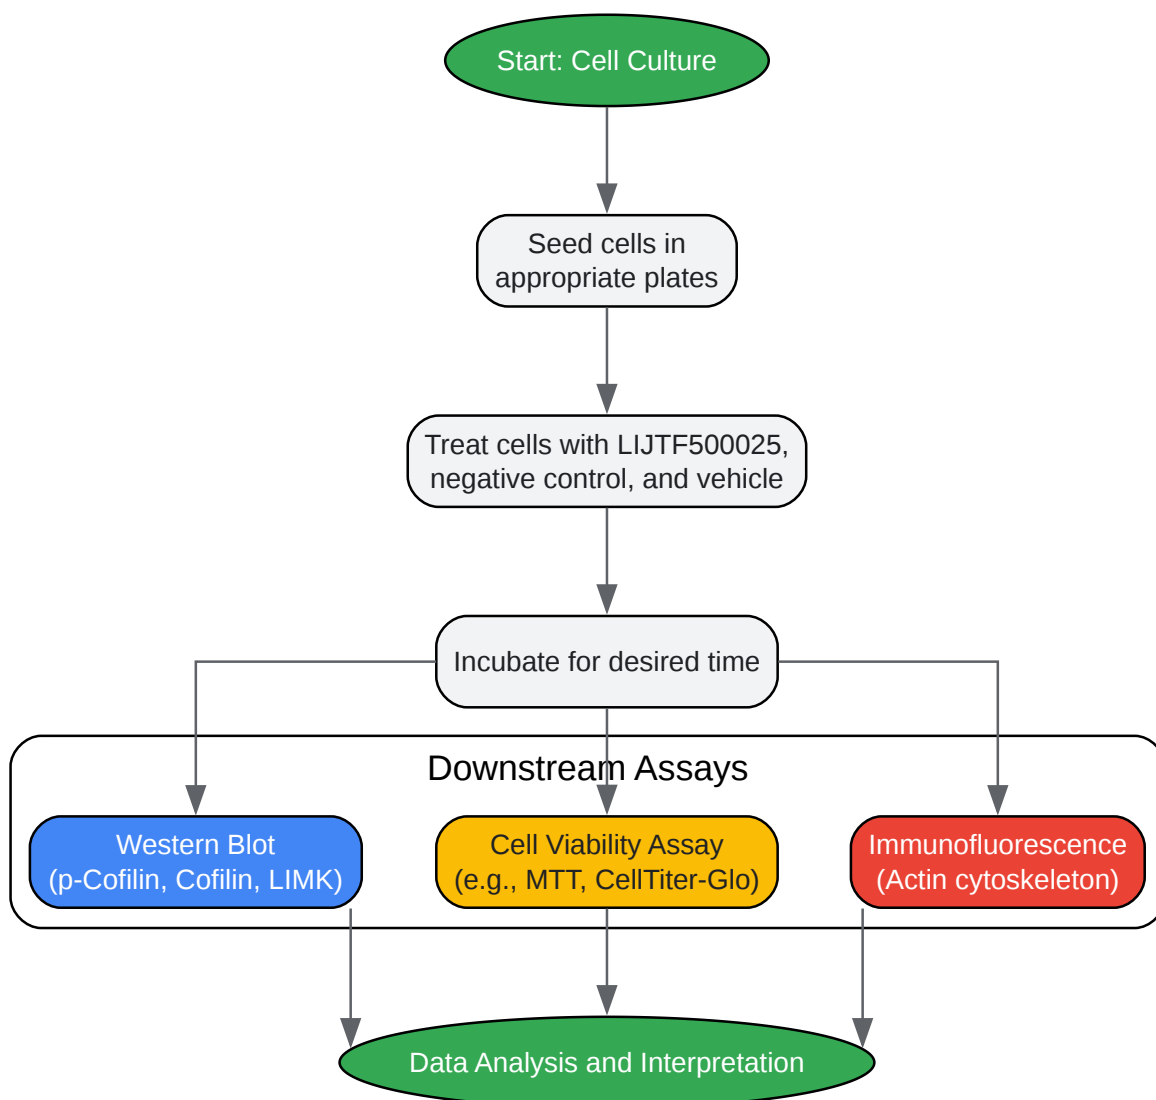 Start: Cell Culture
Seed cells in
appropriate plates
Treat cells with LIJTF500025,
negative control, and vehicle
Incubate for desired time
Downstream Assays
Western Blot
(p-Cofilin, Cofilin, LIMK)
Cell Viability Assay
(e.g., MTT, CellTiter-Glo)
Immunofluorescence
(Actin cytoskeleton)
Data Analysis and Interpretation